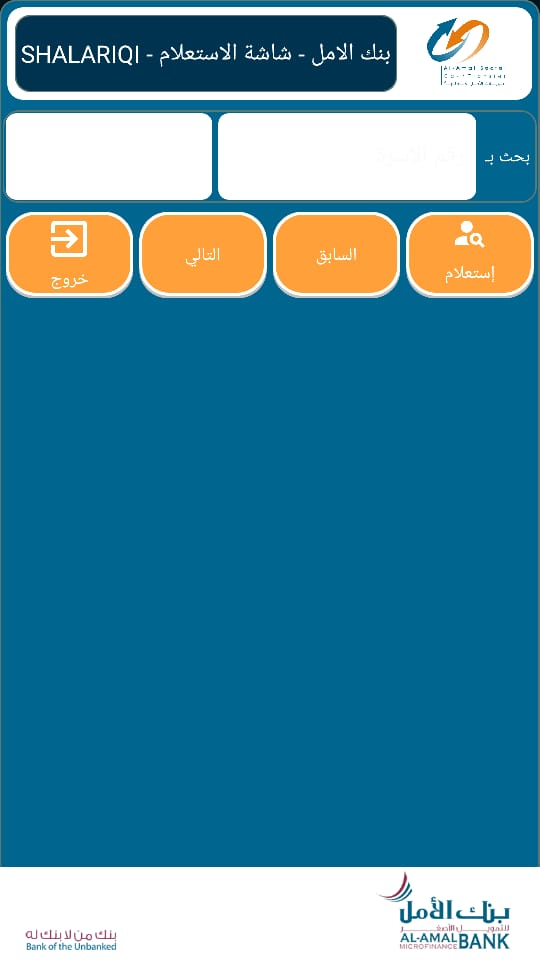 بنك الامل - شاشة الاستعلام - SHALARIQI
بحث بـ
إستعلام
السابق
التالي
خروج
بنك الأمل
للتمويل الأصغر
AL-AMAL BANK
MICROFINANCE
بنك من لا بنك له
Bank of the Unbanked